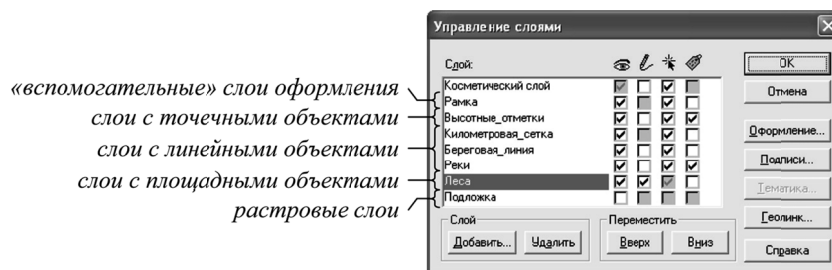 Управление слоями
Слой:
Косметический слой
Рамка
Высотные_отметки
Километровая_сетка
Береговая_линия
Реки
Леса
Подложка
Слой
Добавить...
Удалить
Переместить
Вверх
Вниз
OK
Отмена
Оформление...
Подписи...
Тематика...
Геолинк...
Справка
«вспомогательные» слои оформления
слои с точечными объектами
слои с линейными объектами
слои с площадными объектами
растровые слои